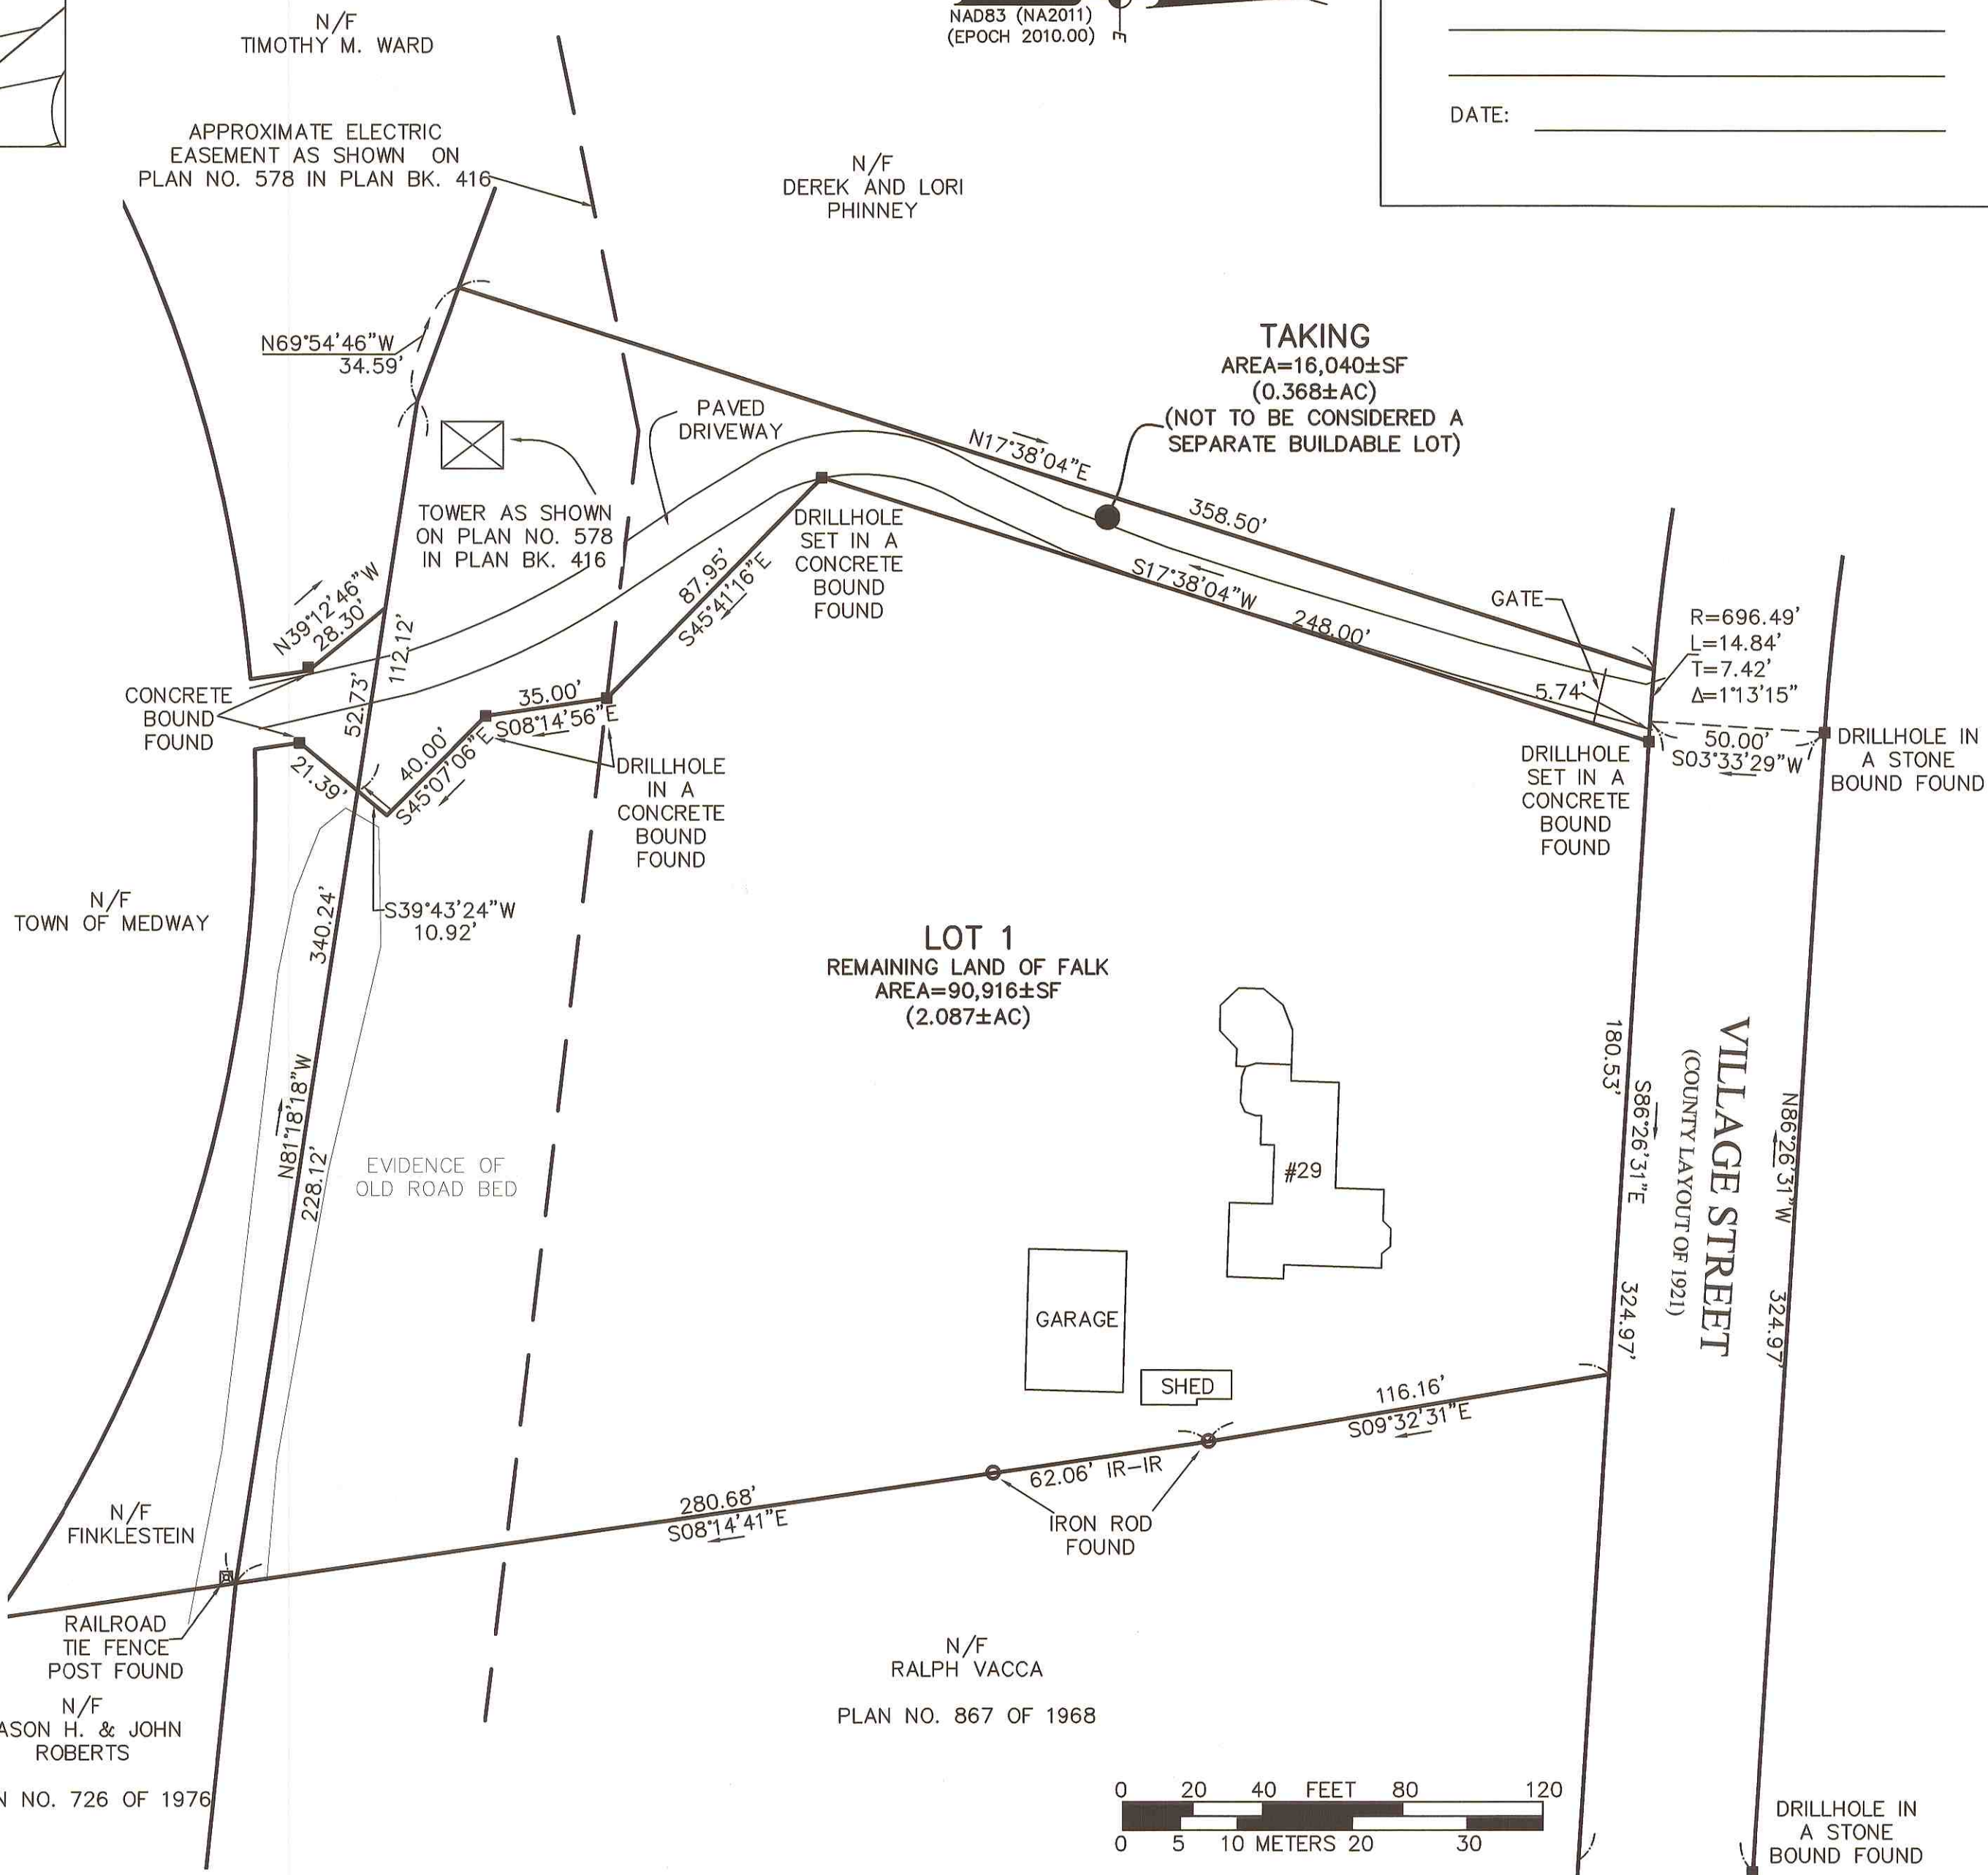 N/F
TIMOTHY M. WARD
NAD83 (NA2011)
(EPOCH 2010.00)
DATE:
APPROXIMATE ELECTRIC
EASEMENT AS SHOWN ON
PLAN NO. 578 IN PLAN BK. 416
N/F
DEREK AND LORI
PHINNEY
N69°54'46"W
34.59'
TAKING
AREA=16,040±SF
(0.368±AC)
(NOT TO BE CONSIDERED A
SEPARATE BUILDABLE LOT)
PAVED
DRIVEWAY
N17°38'04"E
358.50'
TOWER AS SHOWN
ON PLAN NO. 578
IN PLAN BK. 416
DRILLHOLE
SET IN A
CONCRETE
BOUND
FOUND
87.95'
S45°41'16"E
S17°38'04"W
248.00'
GATE
R=696.49'
L=14.84'
T=7.42'
Δ=1°13'15"
5.74'
N39°12'46"W
28.30'
112.12'
52.73'
CONCRETE
BOUND
FOUND
35.00'
S08°14'56"E
40.00'
S45°07'06"E
21.39'
DRILLHOLE
IN A
CONCRETE
BOUND
FOUND
DRILLHOLE
SET IN A
CONCRETE
BOUND
FOUND
50.00'
S03°33'29"W
DRILLHOLE IN
A STONE
BOUND FOUND
N/F
TOWN OF MEDWAY
S39°43'24"W
10.92'
340.24'
LOT 1
REMAINING LAND OF FALK
AREA=90,916±SF
(2.087±AC)
N81°18'18"W
228.12'
EVIDENCE OF
OLD ROAD BED
#29
180.53'
S86°26'31"E
324.97'
VILLAGE STREET
(COUNTY LAYOUT OF 1921)
N86°26'31"W
324.97'
GARAGE
SHED
116.16'
S09°32'31"E
62.06' IR-IR
IRON ROD
FOUND
280.68'
S08°14'41"E
N/F
FINKLESTEIN
RAILROAD
TIE FENCE
POST FOUND
N/F
ASON H. & JOHN
ROBERTS
N NO. 726 OF 1976
N/F
RALPH VACCA
PLAN NO. 867 OF 1968
0 20 40 FEET 80 120
0 5 10 METERS 20 30
DRILLHOLE IN
A STONE
BOUND FOUND